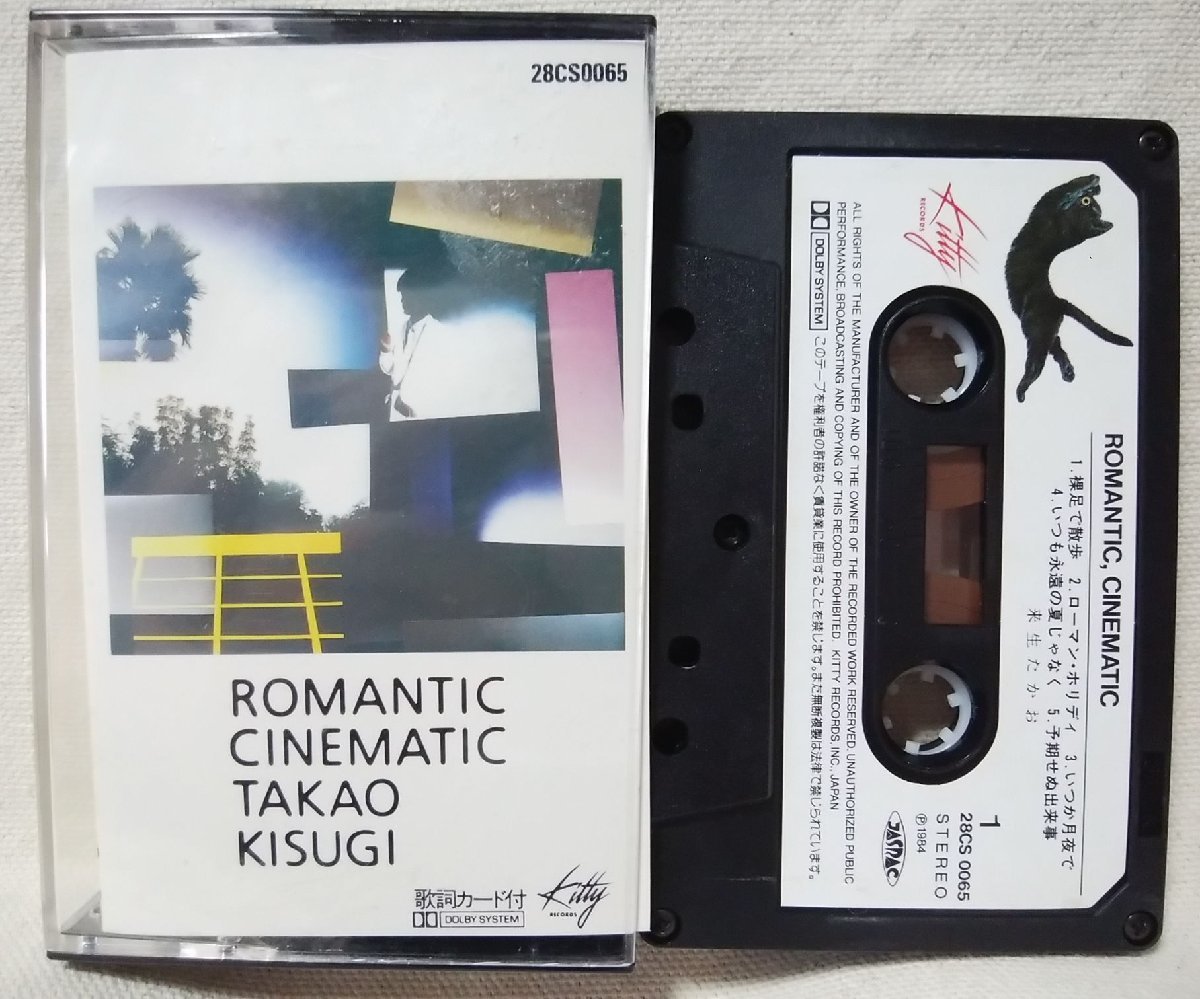 28CS0065
ROMANTIC
CINEMATIC
TAKAO
KISUGI
歌詞カード付
DOLBY SYSTEM
Kitty
RECORDS
Kitty
RECORDS
ROMANTIC, CINEMATIC
1.裸足で散歩 2.ローマン・ホリディ 3.いつか月夜で
4.いつも永遠の夏じゃなく 5.予期せぬ出来事
来生たかお
1
28CS 0065
STEREO
Ⓟ1984
JASRAC
ALL RIGHTS OF THE MANUFACTURER AND OF THE OWNER OF THE RECORDED WORK RESERVED. UNAUTHORIZED PUBLIC
PERFORMANCE, BROADCASTING AND COPYING OF THIS RECORD PROHIBITED. KITTY RECORDS, INC., JAPAN
DOLBY SYSTEM このテープを権利者の許諾なく賃貸業に使用することを禁じます。また無断複製は法律で禁じられています。